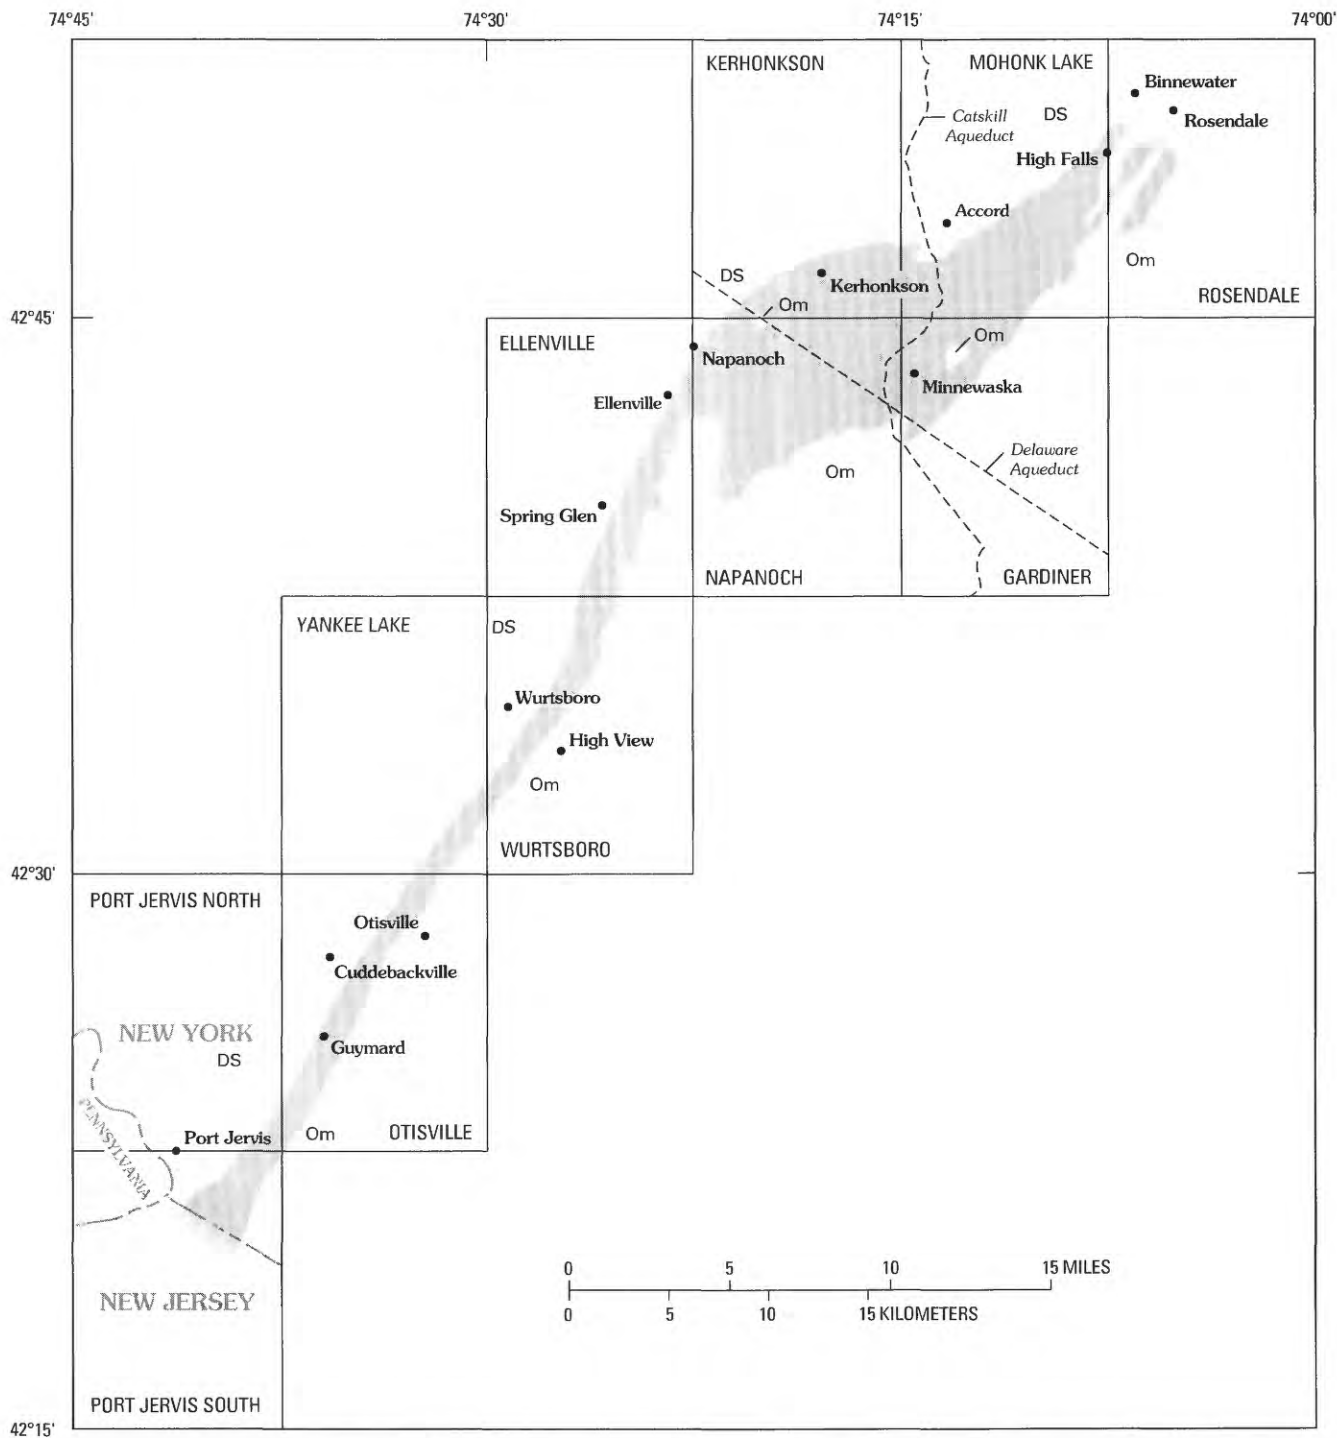 74°45'
74°30'
74°15'
74°00'
KERHONKSON
MOHONK LAKE
Binnewater
Catskill
Aqueduct
DS
Rosendale
High Falls
Accord
Om
DS
Kerhonkson
Om
ROSENDALE
42°45'
ELLENVILLE
Om
Napanoch
Minnewaska
Ellenville
Delaware
Aqueduct
Om
Spring Glen
NAPANOCH
GARDINER
YANKEE LAKE
DS
Wurtsboro
High View
Om
WURTSBORO
42°30'
PORT JERVIS NORTH
Otisville
Cuddebackville
NEW YORK
Guymard
DS
PENNSYLVANIA
Port Jervis
Om
OTISVILLE
0 5 10 15 MILES
NEW JERSEY
0 5 10 15 KILOMETERS
PORT JERVIS SOUTH
42°15'